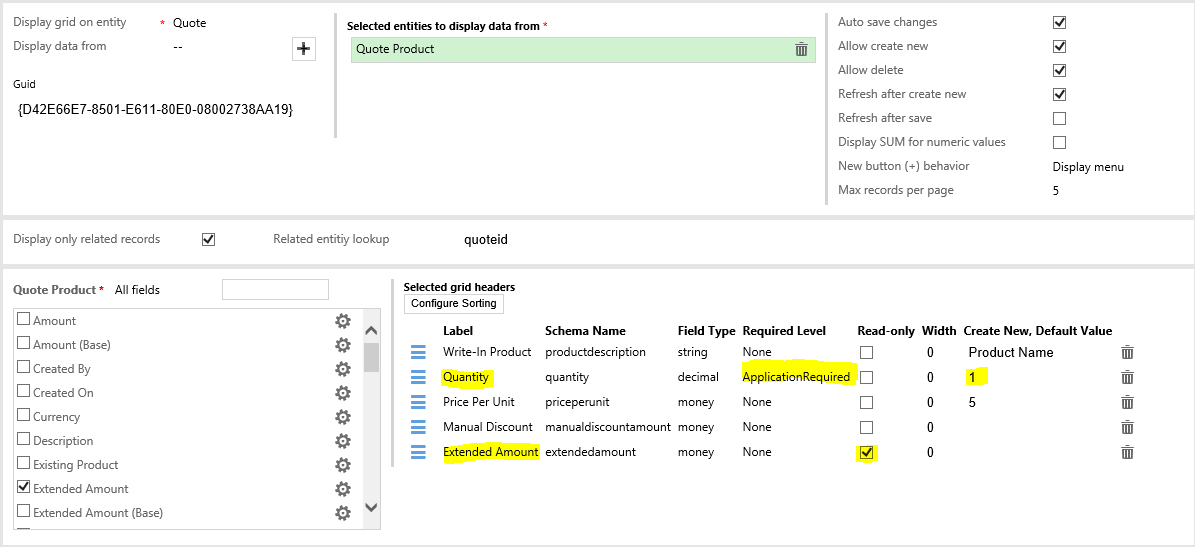 Display grid on entity * Quote
Display data from --
Guid
{D42E66E7-8501-E611-80E0-08002738AA19}
Selected entities to display data from *
Quote Product
Auto save changes
Allow create new
Allow delete
Refresh after create new
Refresh after save
Display SUM for numeric values
New button (+) behavior Display menu
Max records per page 5
Display only related records Related entitiy lookup quoteid
Quote Product * All fields
Amount
Amount (Base)
Created By
Created On
Currency
Description
Existing Product
Extended Amount
Extended Amount (Base)
Selected grid headers
Configure Sorting
Label Schema Name Field Type Required Level Read-only Width Create New, Default Value
Write-In Product productdescription string None 0 Product Name
Quantity quantity decimal ApplicationRequired 0 1
Price Per Unit priceperunit money None 0 5
Manual Discount manualdiscountamount money None 0
Extended Amount extendedamount money None 0